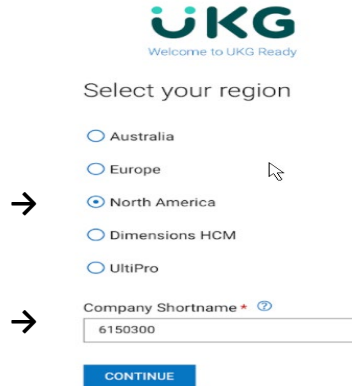 UKG
Welcome to UKG Ready
Select your region
Australia
Europe
North America
Dimensions HCM
UltiPro
Company Shortname * ?
6150300
CONTINUE